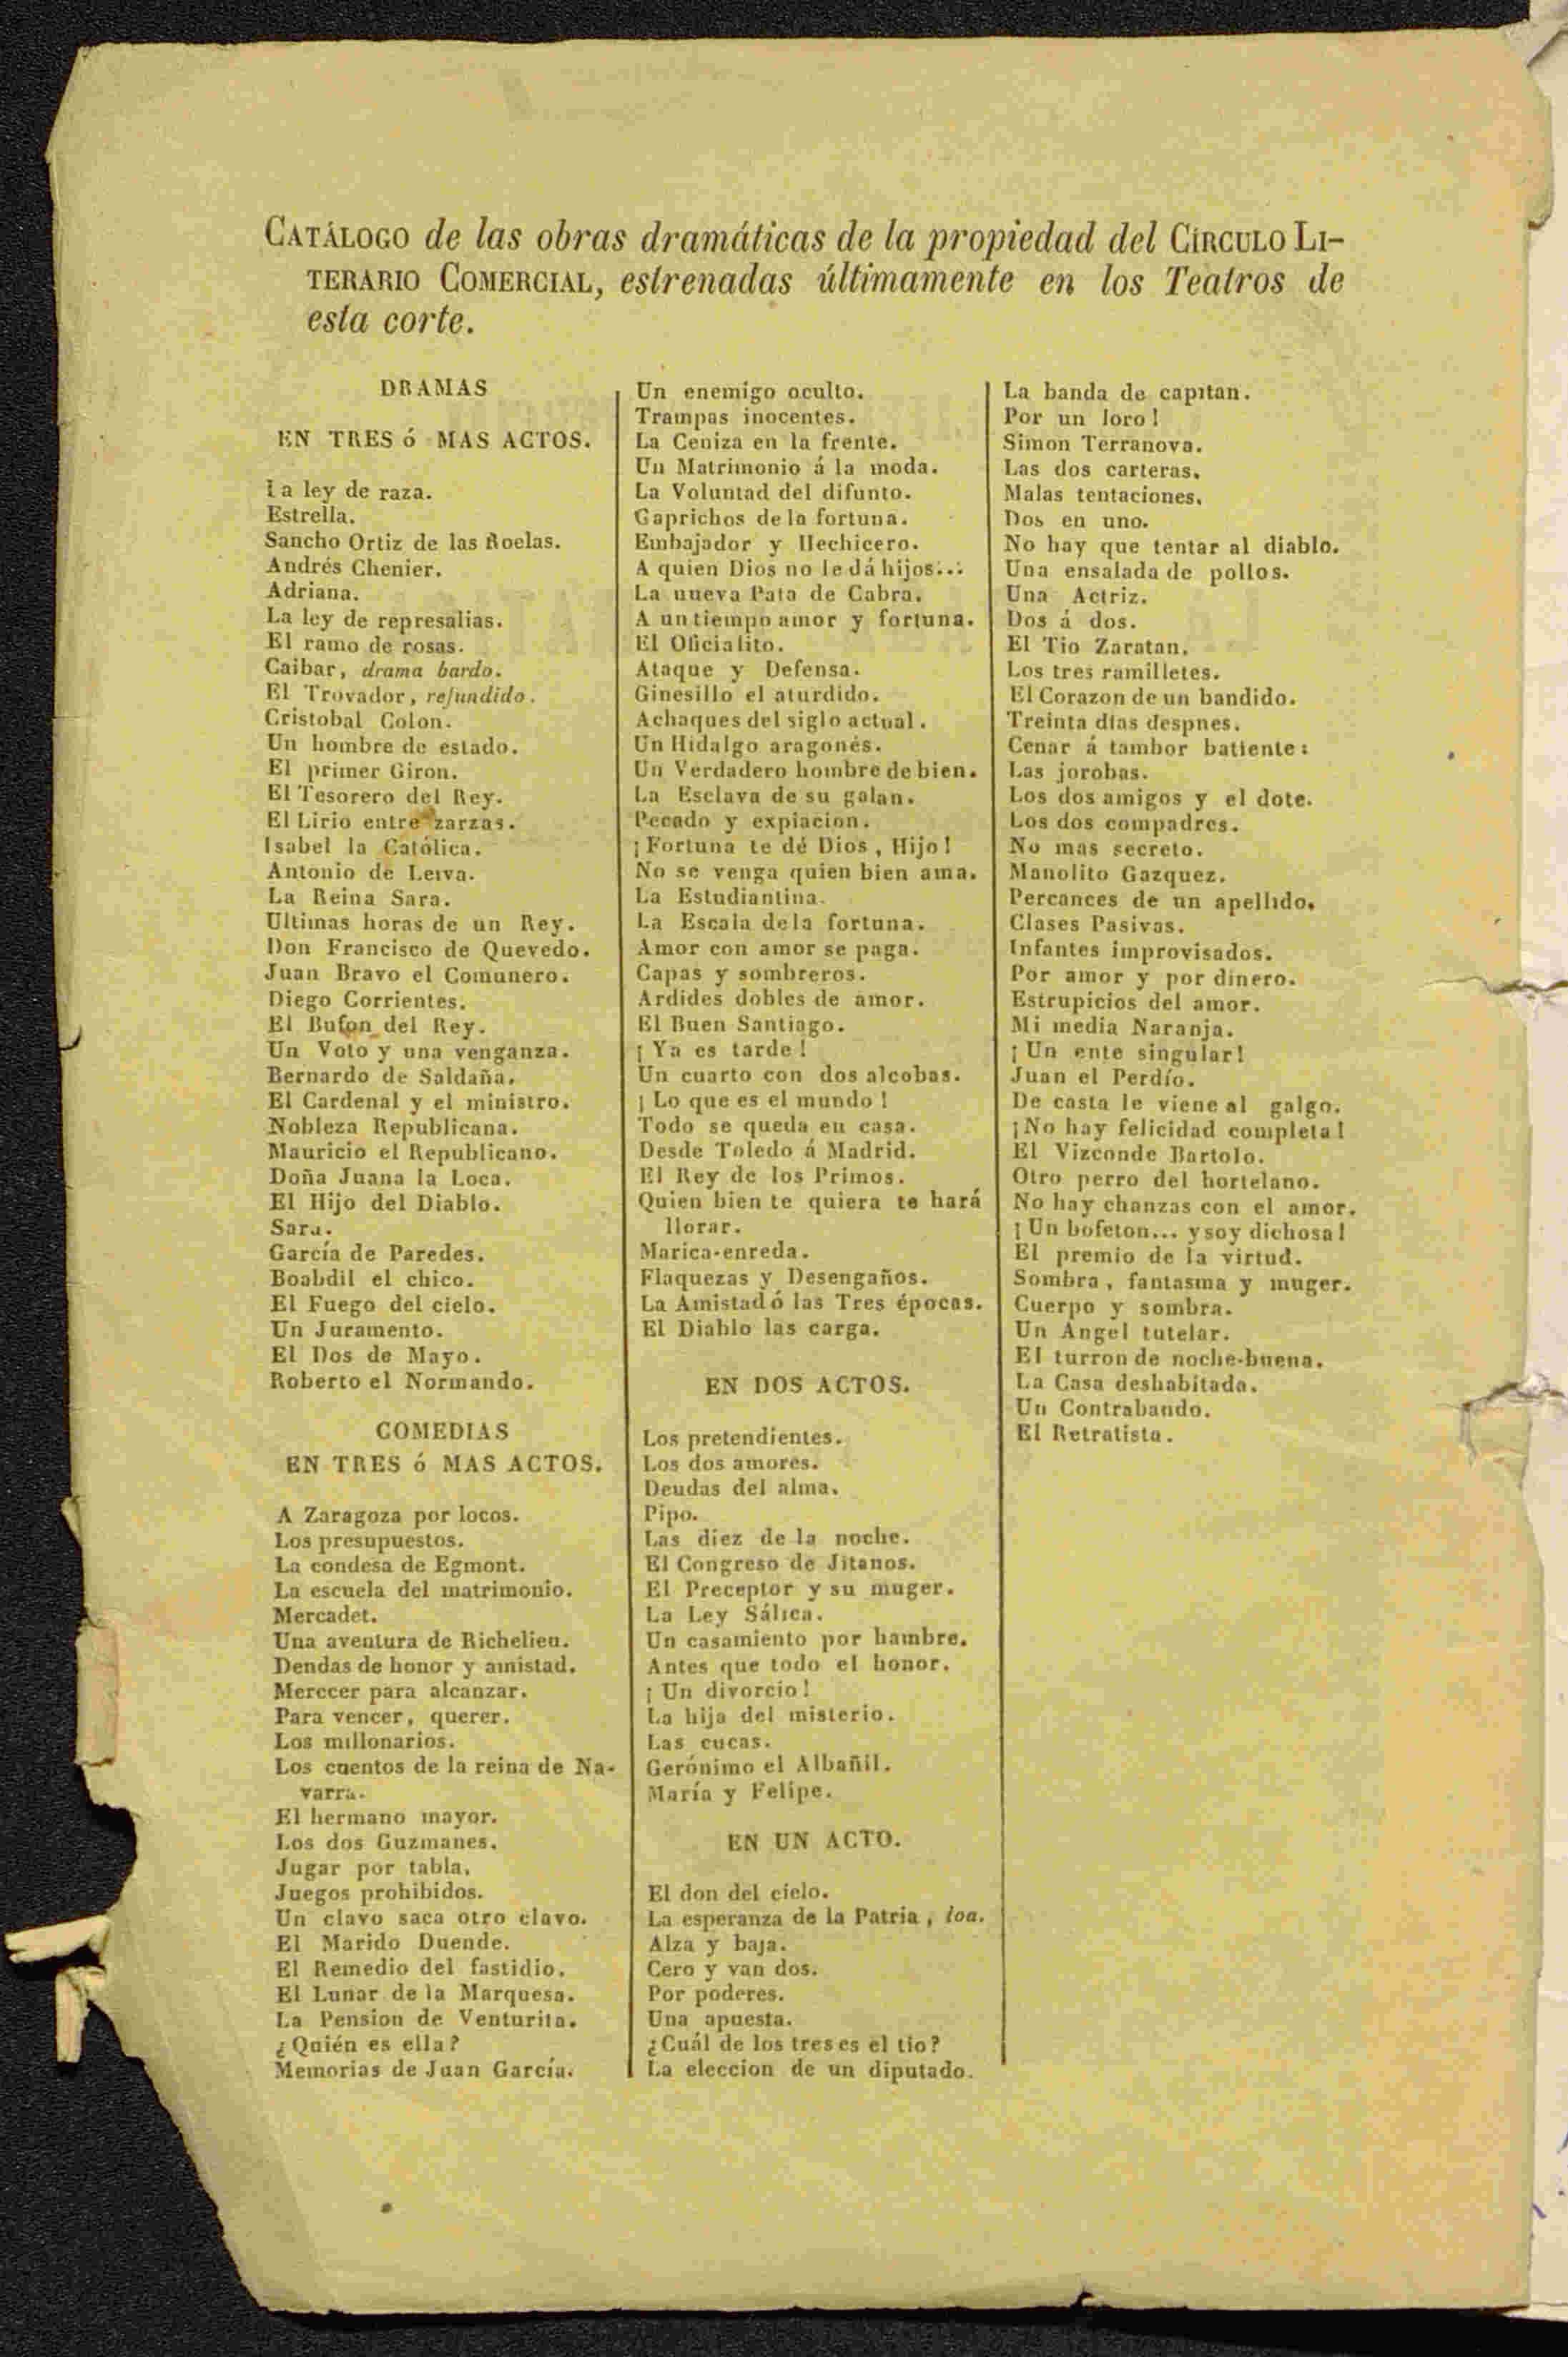 CATÁLOGO de las obras dramáticas de la propiedad del CÍRCULO LI-
TERARIO COMERCIAL, estrenadas últimamente en los Teatros de
esta corte.
DRAMAS
EN TRES ó MAS ACTOS.
La ley de raza.
Estrella.
Sancho Ortiz de las Roelas.
Andrés Chenier.
Adriana.
La ley de represalias.
El ramo de rosas.
Caibar, drama bardo.
El Trovador, refundido.
Cristobal Colon.
Un hombre de estado.
El primer Giron.
El Tesorero del Rey.
El Lirio entre zarzas.
Isabel la Católica.
Antonio de Leiva.
La Reina Sara.
Ultimas horas de un Rey.
Don Francisco de Quevedo.
Juan Bravo el Comunero.
Diego Corrientes.
El Bufon del Rey.
Un Voto y una venganza.
Bernardo de Saldaña.
El Cardenal y el ministro.
Nobleza Republicana.
Mauricio el Republicano.
Doña Juana la Loca.
El Hijo del Diablo.
Sara.
García de Paredes.
Boabdil el chico.
El Fuego del cielo.
Un Juramento.
El Dos de Mayo.
Roberto el Normando.
COMEDIAS
EN TRES ó MAS ACTOS.
A Zaragoza por locos.
Los presupuestos.
La condesa de Egmont.
La escuela del matrimonio.
Mercadet.
Una aventura de Richelieu.
Dendas de honor y amistad.
Merecer para alcanzar.
Para vencer, querer.
Los millonarios.
Los cuentos de la reina de Na-
varra.
El hermano mayor.
Los dos Guzmanes.
Jugar por tabla.
Juegos prohibidos.
Un clavo saca otro clavo.
El Marido Duende.
El Remedio del fastidio.
El Lunar de la Marquesa.
La Pension de Venturita.
¿Quién es ella?
Memorias de Juan García.
Un enemigo oculto.
Trampas inocentes.
La Ceniza en la frente.
Un Matrimonio á la moda.
La Voluntad del difunto.
Caprichos de la fortuna.
Embajador y Hechicero.
A quien Dios no le dá hijos...
La nueva Pata de Cabra.
A un tiempo amor y fortuna.
El Oficialito.
Ataque y Defensa.
Ginesillo el aturdido.
Achaques del siglo actual.
Un Hidalgo aragonés.
Un Verdadero hombre de bien.
La Esclava de su galan.
Pecado y expiacion.
¡Fortuna te dé Dios, Hijo!
No se venga quien bien ama.
La Estudiantina.
La Escala de la fortuna.
Amor con amor se paga.
Capas y sombreros.
Ardides dobles de amor.
El Buen Santiago.
¡Ya es tarde!
Un cuarto con dos alcobas.
¡Lo que es el mundo!
Todo se queda en casa.
Desde Toledo á Madrid.
El Rey de los Primos.
Quien bien te quiera te hará
llorar.
Marica-enreda.
Flaquezas y Desengaños.
La Amistad ó las Tres épocas.
El Diablo las carga.
EN DOS ACTOS.
Los pretendientes.
Los dos amores.
Deudas del alma.
Pipo.
Las diez de la noche.
El Congreso de Jitanos.
El Preceptor y su muger.
La Ley Sálica.
Un casamiento por hambre.
Antes que todo el honor.
¡Un divorcio!
La hija del misterio.
Las cucas.
Gerónimo el Albañil.
María y Felipe.
EN UN ACTO.
El don del cielo.
La esperanza de la Patria, loa.
Alza y baja.
Cero y van dos.
Por poderes.
Una apuesta.
¿Cuál de los tres es el tio?
La eleccion de un diputado.
La banda de capitan.
Por un loro!
Simon Terranova.
Las dos carteras.
Malas tentaciones.
Dos en uno.
No hay que tentar al diablo.
Una ensalada de pollos.
Una Actriz.
Dos á dos.
El Tio Zaratan.
Los tres ramilletes.
El Corazon de un bandido.
Treinta dias despnes.
Cenar á tambor batiente:
Las jorobas.
Los dos amigos y el dote.
Los dos compadres.
No mas secreto.
Manolito Gazquez.
Percances de un apellido.
Clases Pasivas.
Infantes improvisados.
Por amor y por dinero.
Estrupicios del amor.
Mi media Naranja.
¡Un ente singular!
Juan el Perdío.
De casta le viene al galgo.
¡No hay felicidad completa!
El Vizconde Bartolo.
Otro perro del hortelano.
No hay chanzas con el amor.
¡Un bofeton... y soy dichosa!
El premio de la virtud.
Sombra, fantasma y muger.
Cuerpo y sombra.
Un Angel tutelar.
El turron de noche-buena.
La Casa deshabitada.
Un Contrabando.
El Retratista.